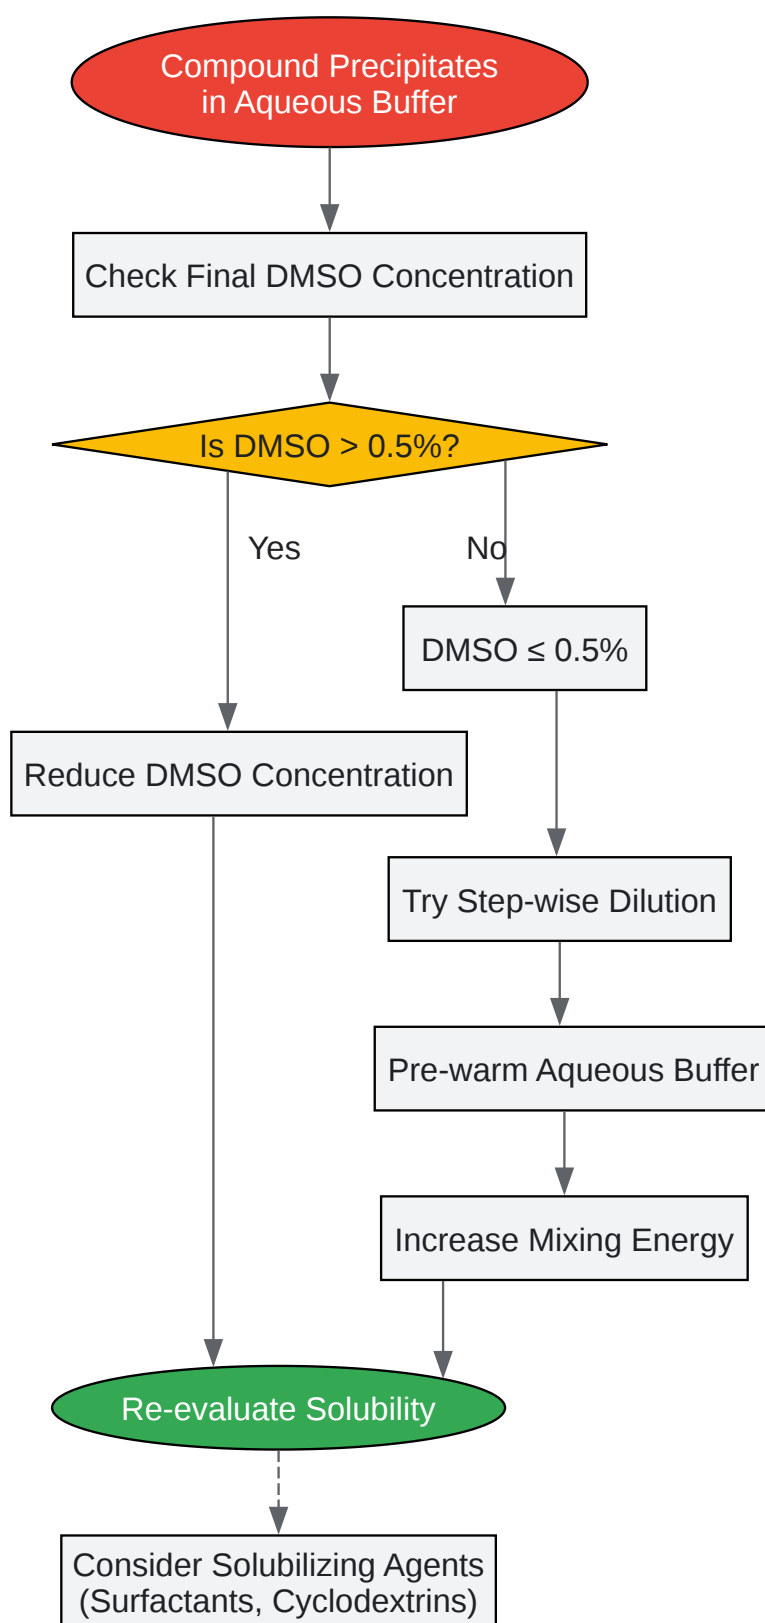 Compound Precipitates
in Aqueous Buffer
Check Final DMSO Concentration
Is DMSO > 0.5%?
Yes
No
DMSO ≤ 0.5%
Reduce DMSO Concentration
Try Step-wise Dilution
Pre-warm Aqueous Buffer
Increase Mixing Energy
Re-evaluate Solubility
Consider Solubilizing Agents
(Surfactants, Cyclodextrins)